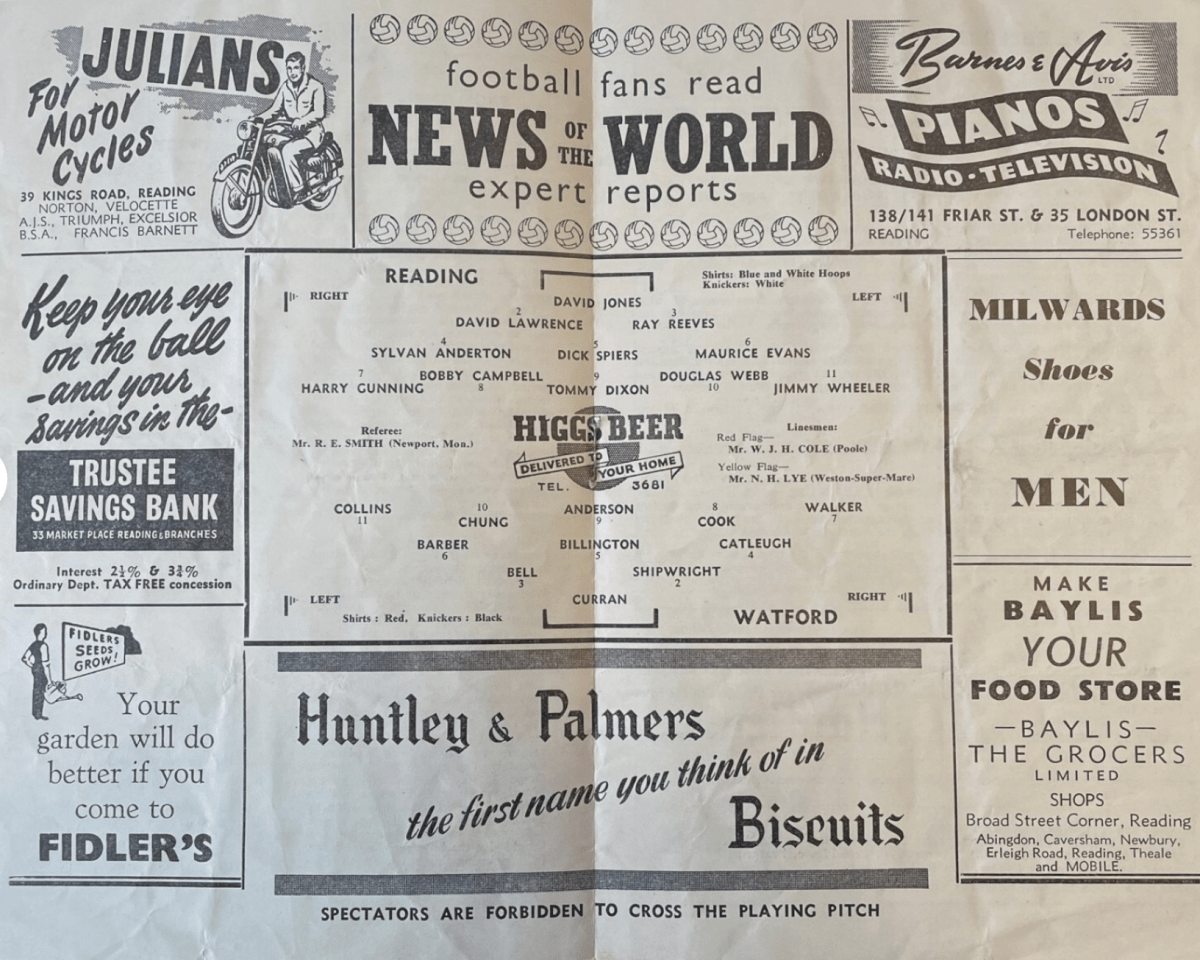 JULIANS
For
Motor
Cycles
39 KINGS ROAD, READING
NORTON, VELOCETTE
A.J.S., TRIUMPH, EXCELSIOR
B.S.A., FRANCIS BARNETT
football fans read
NEWS OF THE WORLD
expert reports
Barnes & Avis
LTD
PIANOS
RADIO · TELEVISION
138/141 FRIAR ST. & 35 LONDON ST.
READING Telephone: 55361
Keep your eye
on the ball
-and your
savings in the-
TRUSTEE
SAVINGS BANK
33 MARKET PLACE READING & BRANCHES
Interest 2½% & 3¾%
Ordinary Dept. TAX FREE concession
FIDLERS
SEEDS,
GROW!
Your
garden will do
better if you
come to
FIDLER'S
READING
Shirts: Blue and White Hoops
Knickers: White
RIGHT LEFT
DAVID JONES
2 3
DAVID LAWRENCE RAY REEVES
4 5 6
SYLVAN ANDERTON DICK SPIERS MAURICE EVANS
7 BOBBY CAMPBELL 9 DOUGLAS WEBB 11
HARRY GUNNING 8 TOMMY DIXON 10 JIMMY WHEELER
Referee:
Mr. R. E. SMITH (Newport, Mon.)
HIGGS BEER
DELIVERED TO YOUR HOME
TEL. 3681
Linesmen:
Red Flag—
Mr. W. J. H. COLE (Poole)
Yellow Flag—
Mr. N. H. LYE (Weston-Super-Mare)
COLLINS 10 ANDERSON 8 WALKER
11 CHUNG 9 COOK 7
BARBER BILLINGTON CATLEUGH
6 5 4
BELL SHIPWRIGHT
3 2
LEFT CURRAN RIGHT
Shirts : Red, Knickers : Black WATFORD
MILWARDS
Shoes
for
MEN
MAKE
BAYLIS
YOUR
FOOD STORE
—BAYLIS—
THE GROCERS
LIMITED
SHOPS
Broad Street Corner, Reading
Abingdon, Caversham, Newbury,
Erleigh Road, Reading, Theale
and MOBILE.
Huntley & Palmers
the first name you think of in
Biscuits
SPECTATORS ARE FORBIDDEN TO CROSS THE PLAYING PITCH